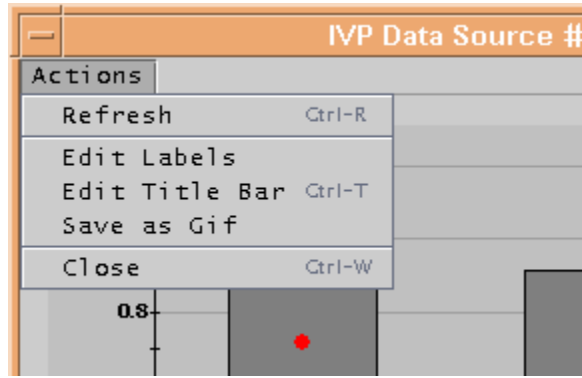 IVP Data Source #
Actions
Refresh Ctrl-R
Edit Labels
Edit Title Bar Ctrl-T
Save as Gif
Close Ctrl-W
0.8